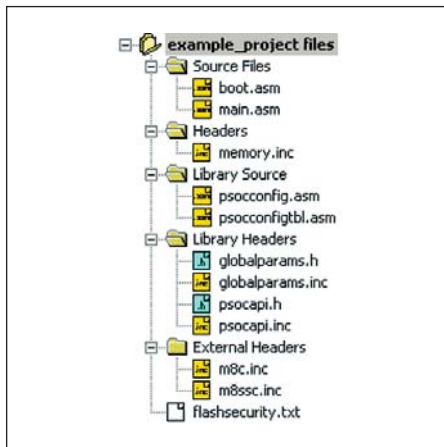 example_project files
Source Files
boot.asm
main.asm
Headers
memory.inc
Library Source
psocconfig.asm
psocconfigtbl.asm
Library Headers
globalparams.h
globalparams.inc
psocapi.h
psocapi.inc
External Headers
m8c.inc
m8ssc.inc
flashsecurity.txt